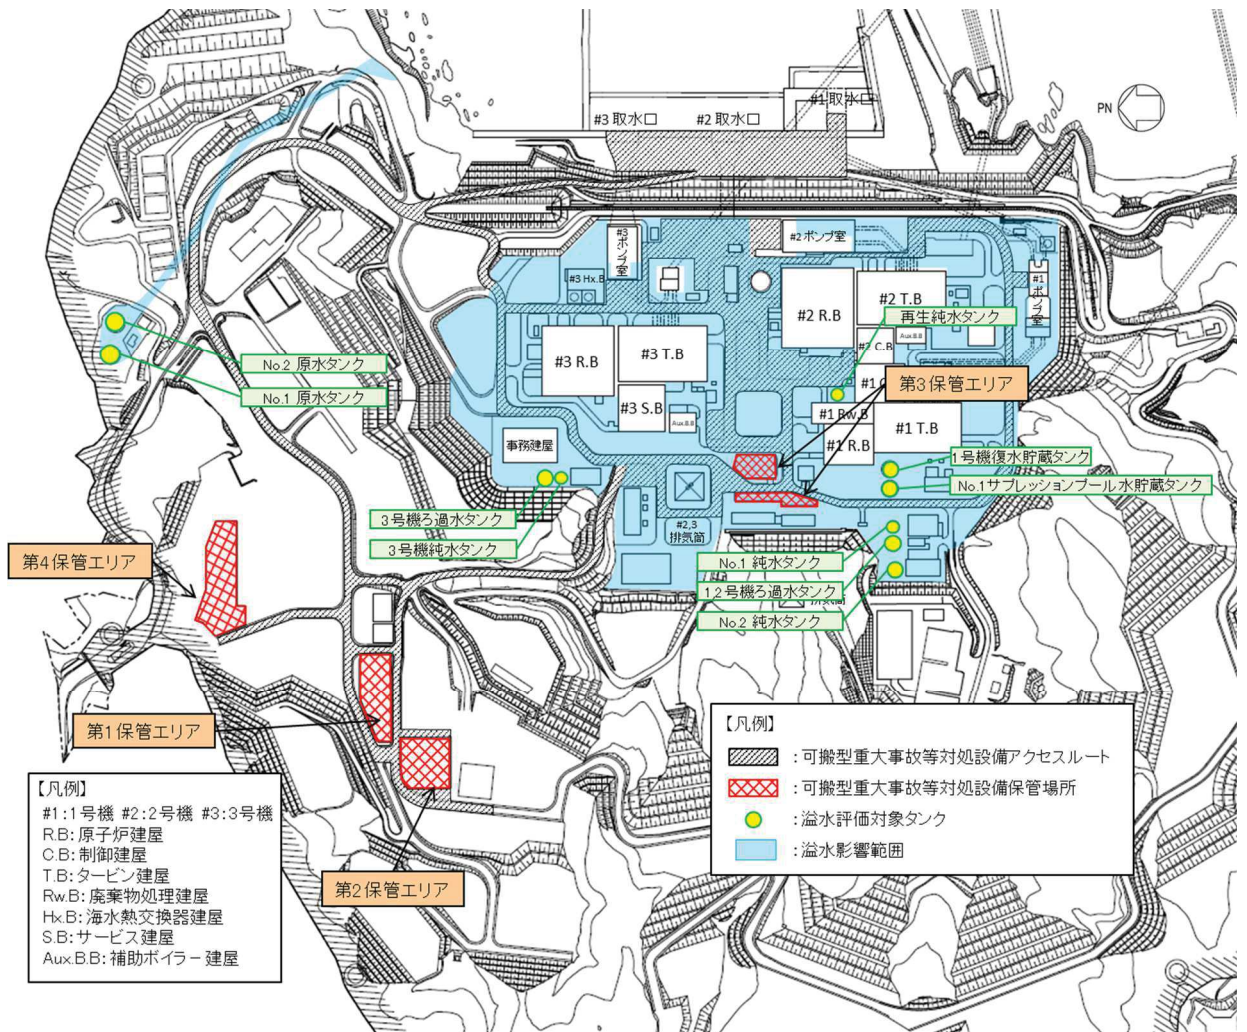 #1 取水口
#3 取水口
#2 取水口
PN
#3
ポンプ室
#2 ポンプ室
#3 Hx.B
#1
ポンプ室
#2 R.B
#2 T.B
再生純水タンク
Aux.B.B
#2 C.B
No.2 原水タンク
#3 R.B
#3 T.B
No.1 原水タンク
第3保管エリア
#3 S.B
Aux.B.B
#1 Rw.B
#1 T.B
#1 R.B
事務建屋
1号機復水貯蔵タンク
No.1サプレッションプール水貯蔵タンク
3号機ろ過水タンク
#2,3
排気筒
3号機純水タンク
No.1 純水タンク
第4保管エリア
1,2号機ろ過水タンク
No.2 純水タンク
第1保管エリア
第2保管エリア
【凡例】
:可搬型重大事故等対処設備アクセスルート
:可搬型重大事故等対処設備保管場所
:溢水評価対象タンク
:溢水影響範囲
【凡例】
#1:1号機 #2:2号機 #3:3号機
R.B:原子炉建屋
C.B:制御建屋
T.B:タービン建屋
Rw.B:廃棄物処理建屋
Hx.B:海水熱交換器建屋
S.B:サービス建屋
Aux.B.B:補助ボイラー建屋